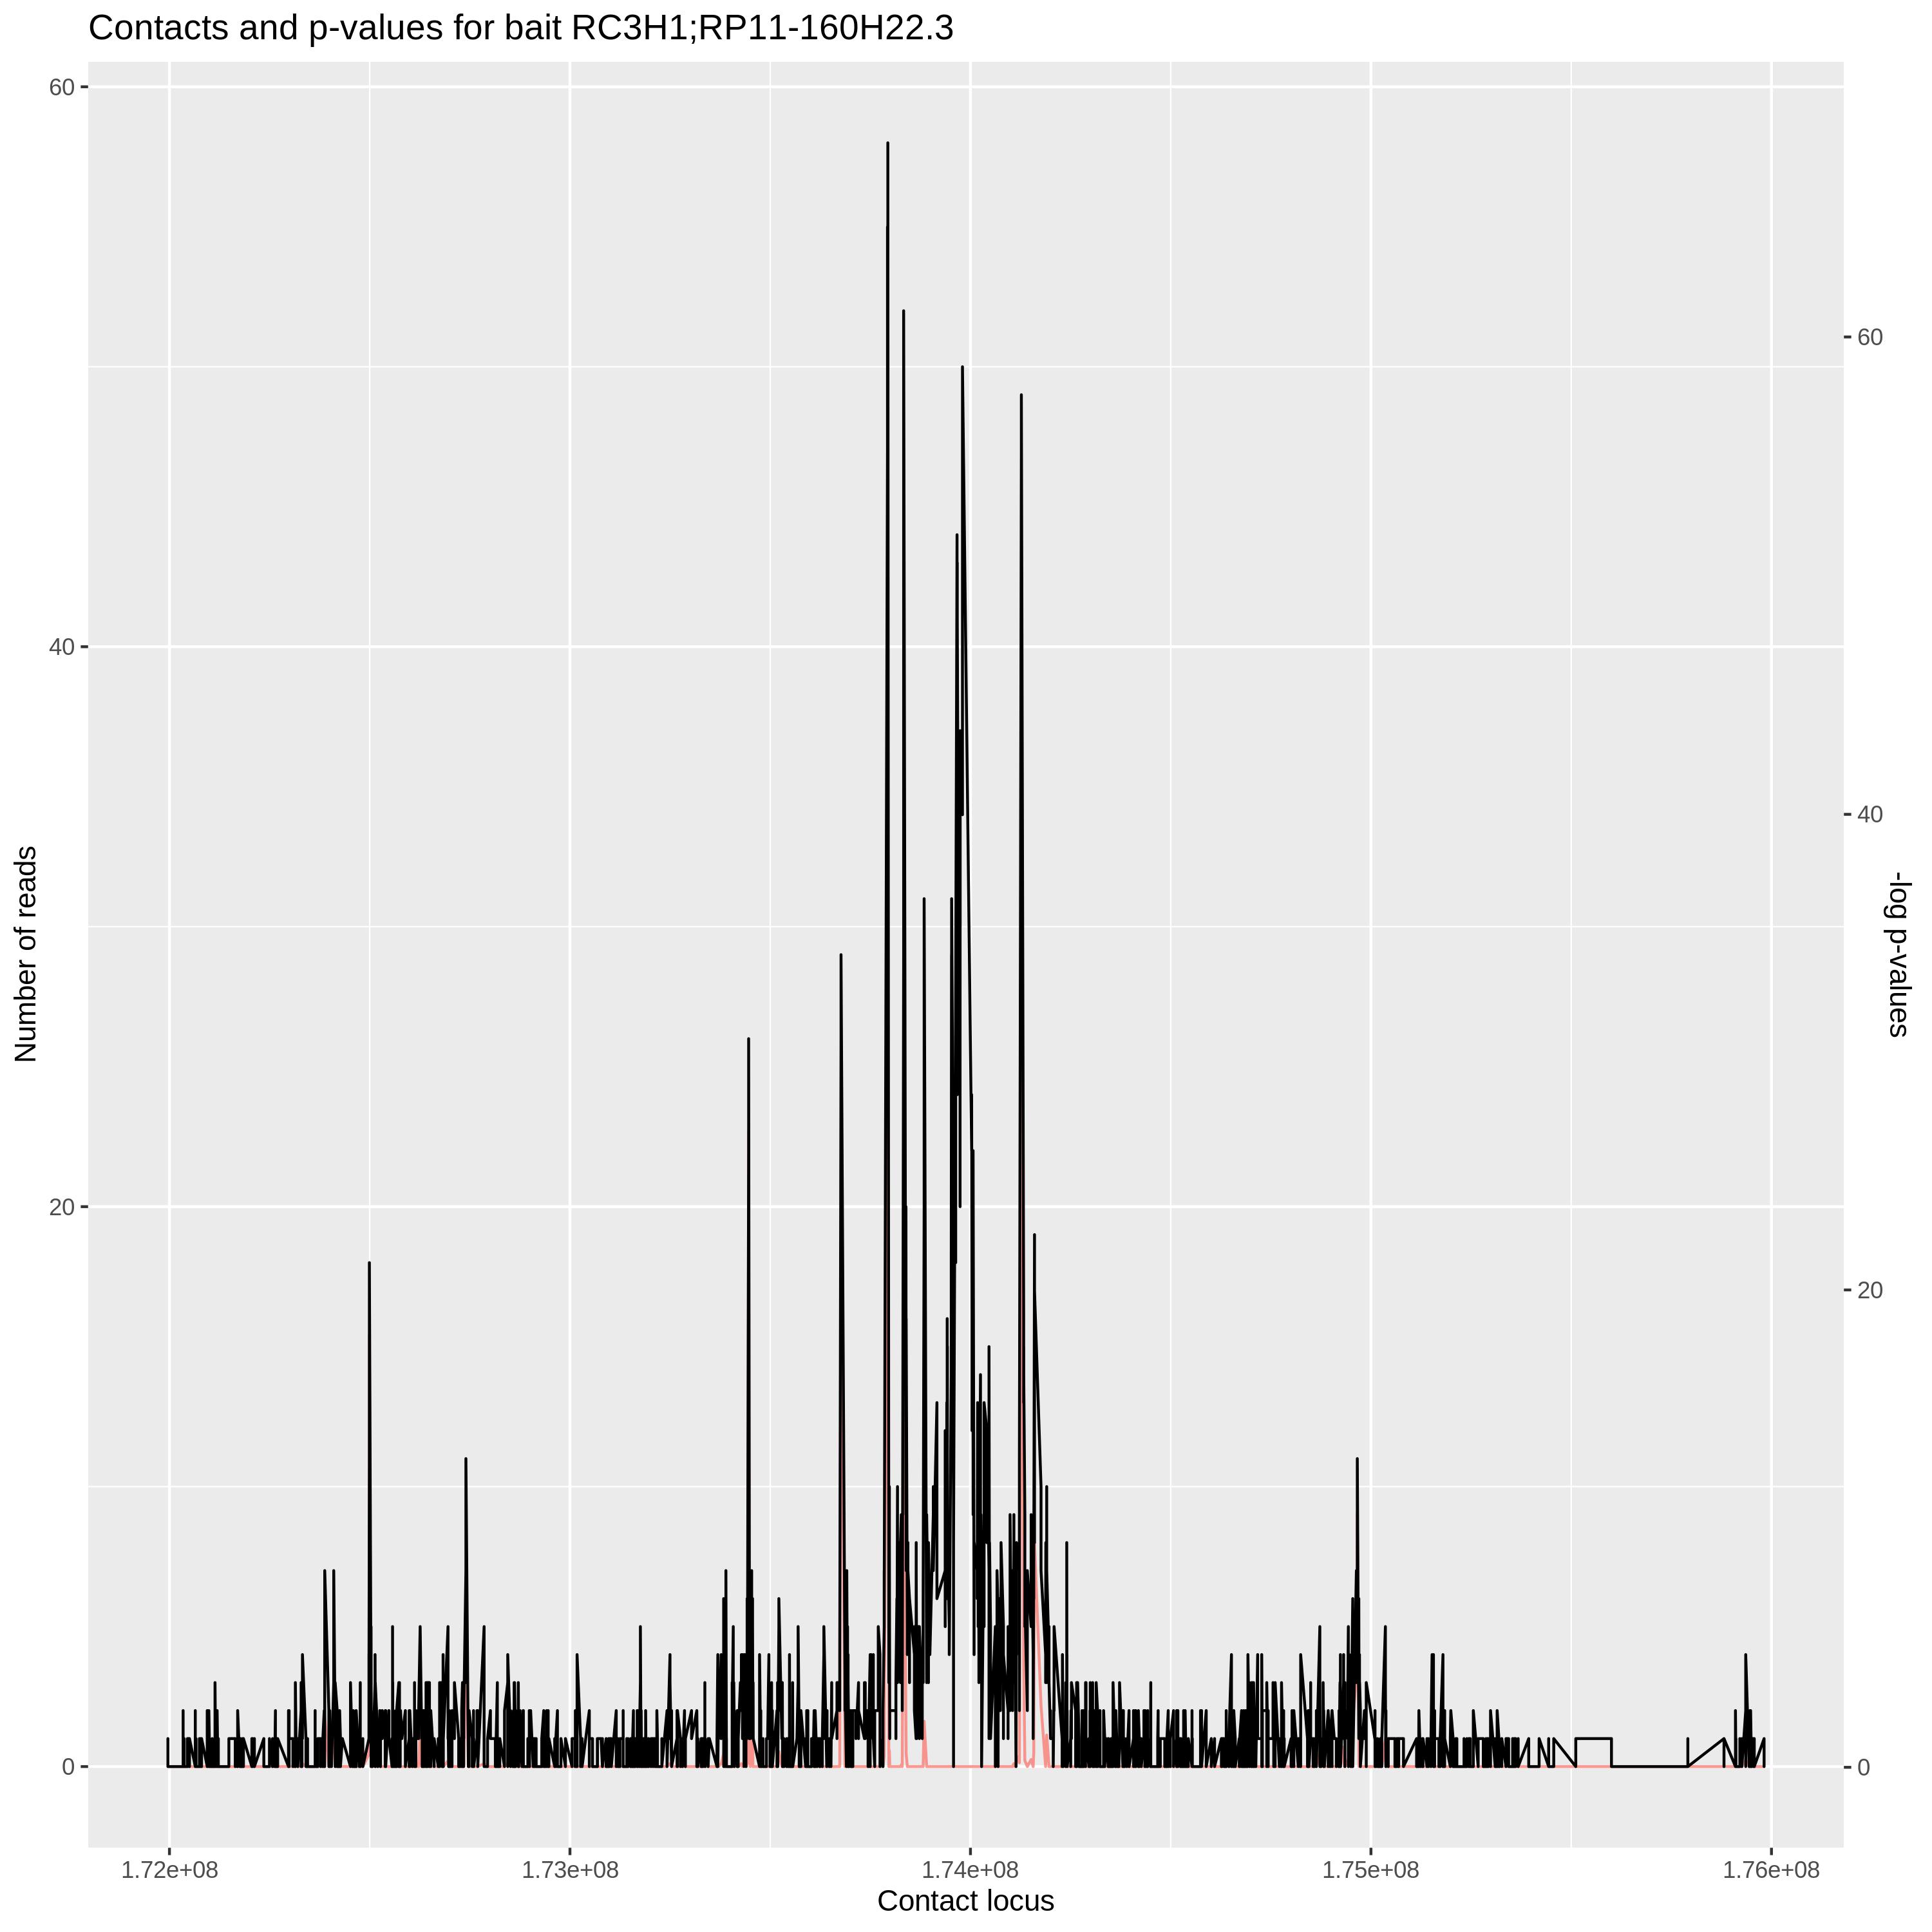 Contacts and p-values for bait RC3H1;RP11-160H22.3
60
40
20
0
Number of reads
60
40
20
0
-log p-values
1.72e+08 1.73e+08 1.74e+08 1.75e+08 1.76e+08
Contact locus